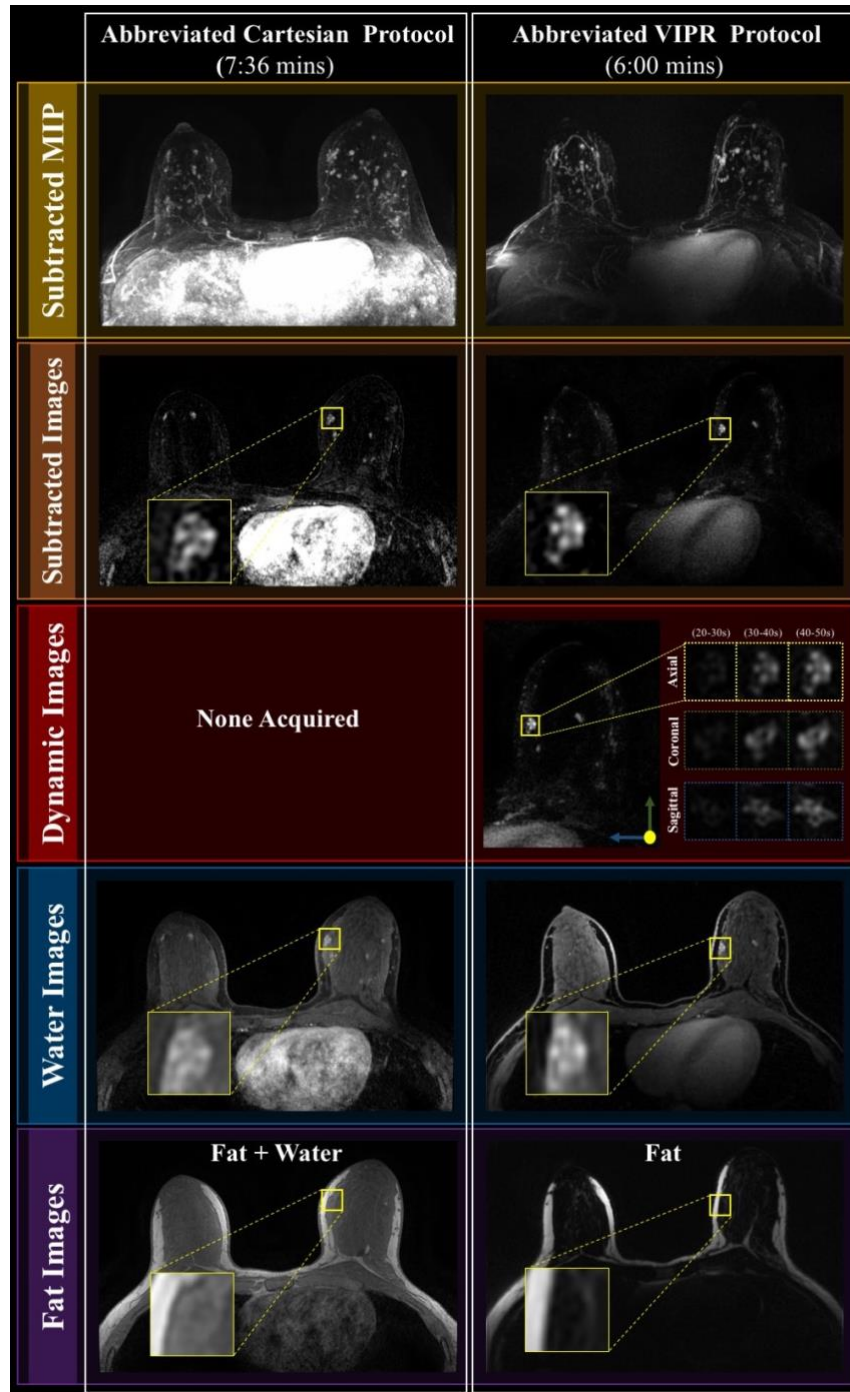 Abbreviated Cartesian Protocol
(7:36 mins)
Abbreviated VIPR Protocol
(6:00 mins)
Subtracted MIP
Subtracted Images
Dynamic Images
None Acquired
(20-30s) (30-40s) (40-50s)
Axial
Coronal
Sagittal
Water Images
Fat Images
Fat + Water
Fat